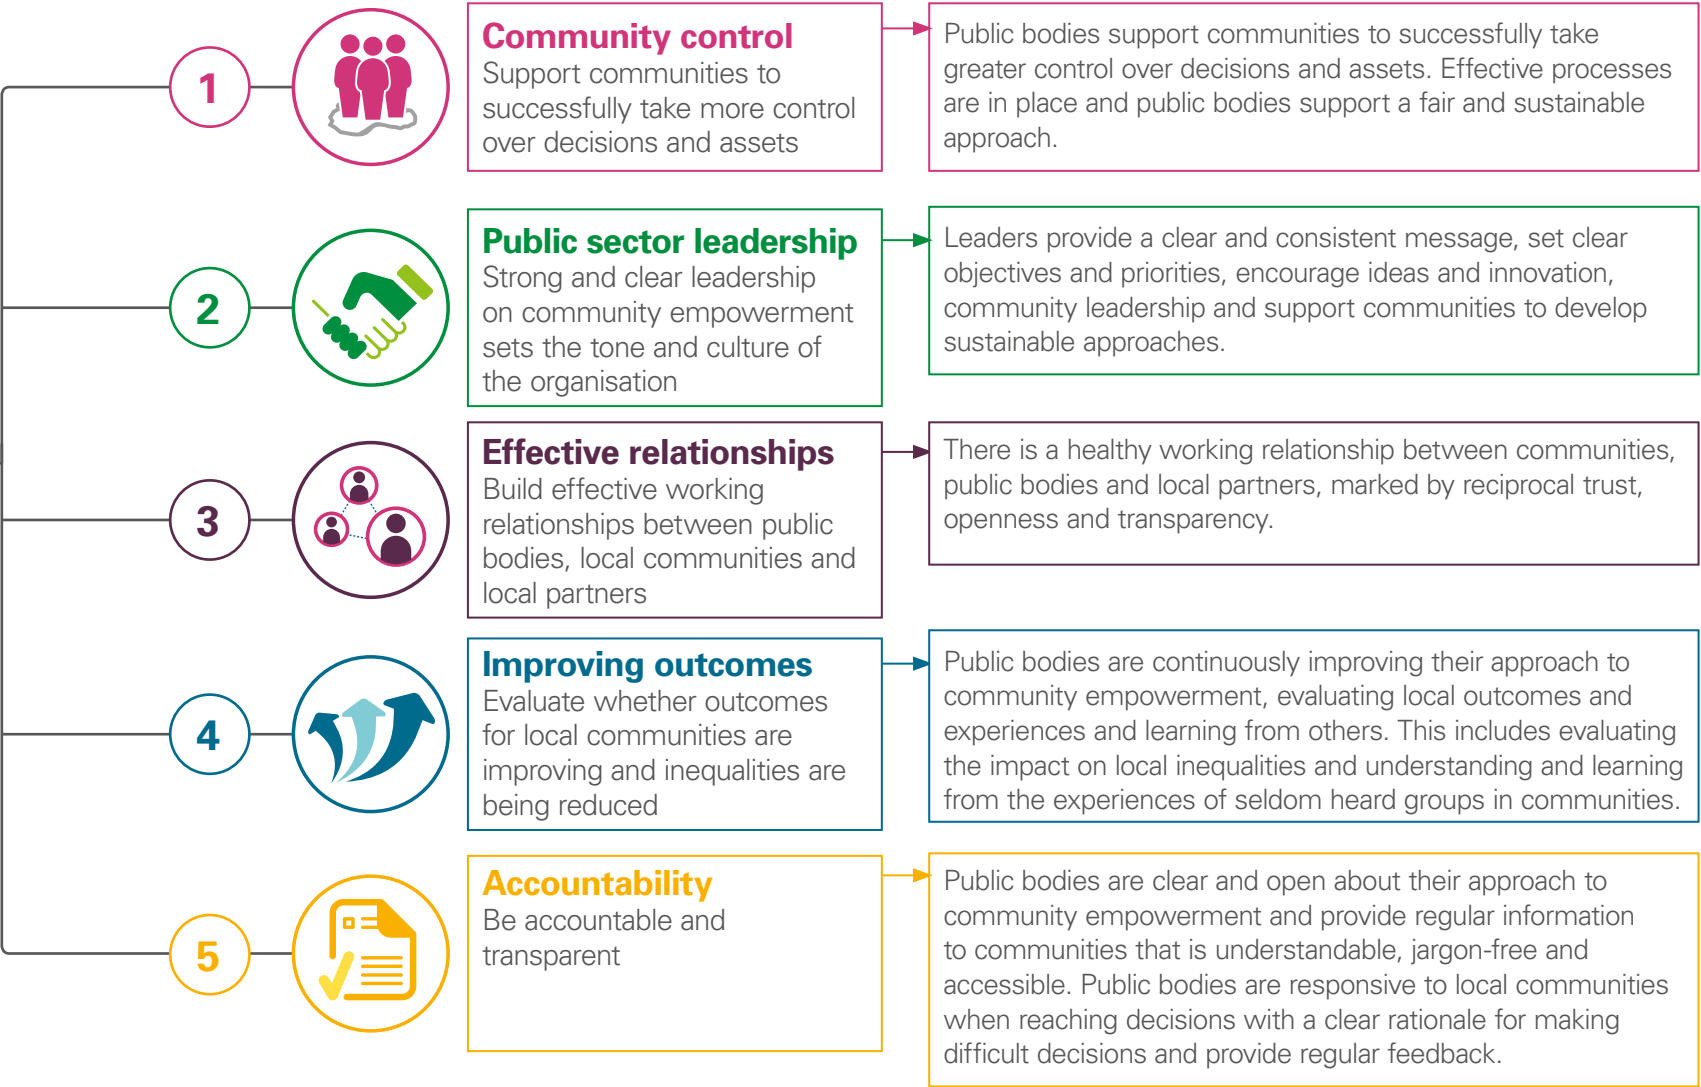 1
Community control
Support communities to
successfully take more control
over decisions and assets
Public bodies support communities to successfully take
greater control over decisions and assets. Effective processes
are in place and public bodies support a fair and sustainable
approach.
2
Public sector leadership
Strong and clear leadership
on community empowerment
sets the tone and culture of
the organisation
Leaders provide a clear and consistent message, set clear
objectives and priorities, encourage ideas and innovation,
community leadership and support communities to develop
sustainable approaches.
3
Effective relationships
Build effective working
relationships between public
bodies, local communities and
local partners
There is a healthy working relationship between communities,
public bodies and local partners, marked by reciprocal trust,
openness and transparency.
4
Improving outcomes
Evaluate whether outcomes
for local communities are
improving and inequalities are
being reduced
Public bodies are continuously improving their approach to
community empowerment, evaluating local outcomes and
experiences and learning from others. This includes evaluating
the impact on local inequalities and understanding and learning
from the experiences of seldom heard groups in communities.
5
Accountability
Be accountable and
transparent
Public bodies are clear and open about their approach to
community empowerment and provide regular information
to communities that is understandable, jargon-free and
accessible. Public bodies are responsive to local communities
when reaching decisions with a clear rationale for making
difficult decisions and provide regular feedback.